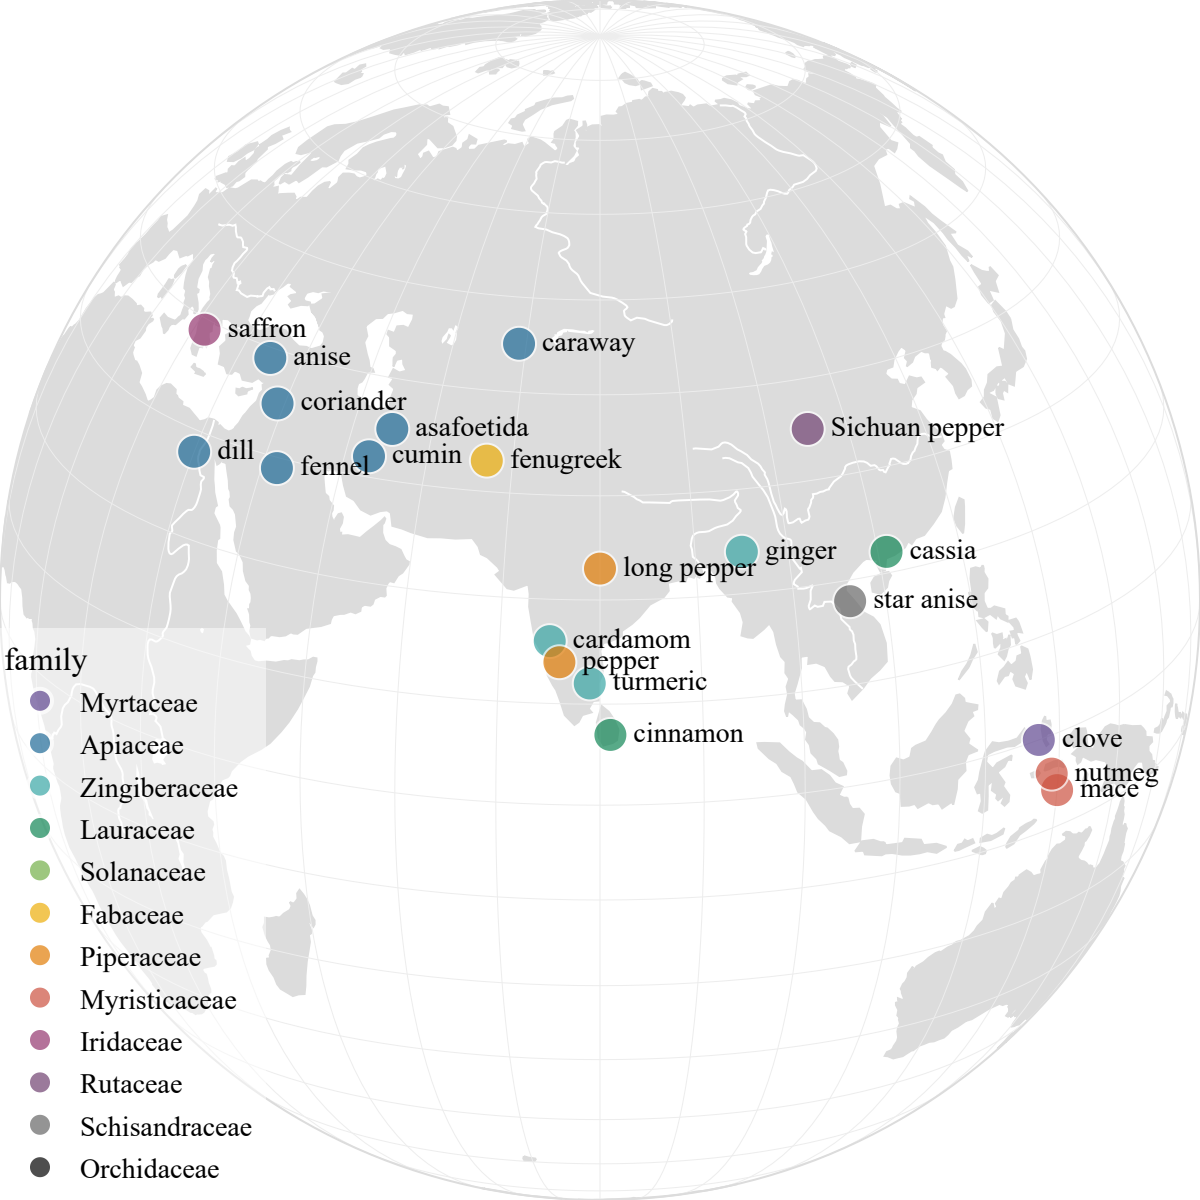 saffron
caraway
anise
coriander
asafoetida
Sichuan pepper
dill
cumin
fennel
fenugreek
ginger
cassia
long pepper
star anise
cardamom
pepper
turmeric
cinnamon
clove
nutmeg
mace
family
Myrtaceae
Apiaceae
Zingiberaceae
Lauraceae
Solanaceae
Fabaceae
Piperaceae
Myristicaceae
Iridaceae
Rutaceae
Schisandraceae
Orchidaceae